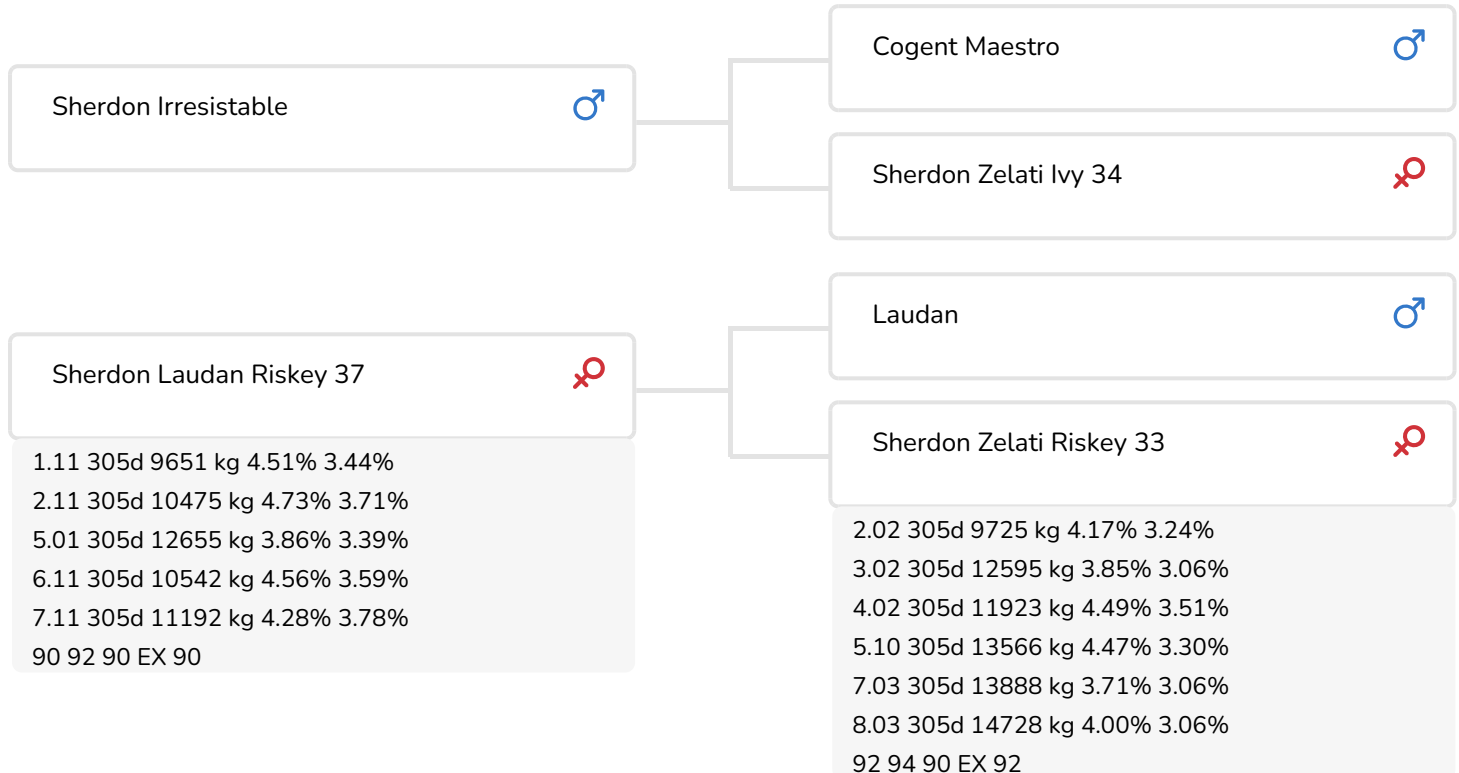 Sherdon Irresistable
Cogent Maestro
Sherdon Zelati Ivy 34
Sherdon Laudan Riskey 37
1.11 305d 9651 kg 4.51% 3.44%
2.11 305d 10475 kg 4.73% 3.71%
5.01 305d 12655 kg 3.86% 3.39%
6.11 305d 10542 kg 4.56% 3.59%
7.11 305d 11192 kg 4.28% 3.78%
90 92 90 EX 90
Laudan
Sherdon Zelati Riskey 33
2.02 305d 9725 kg 4.17% 3.24%
3.02 305d 12595 kg 3.85% 3.06%
4.02 305d 11923 kg 4.49% 3.51%
5.10 305d 13566 kg 4.47% 3.30%
7.03 305d 13888 kg 3.71% 3.06%
8.03 305d 14728 kg 4.00% 3.06%
92 94 90 EX 92